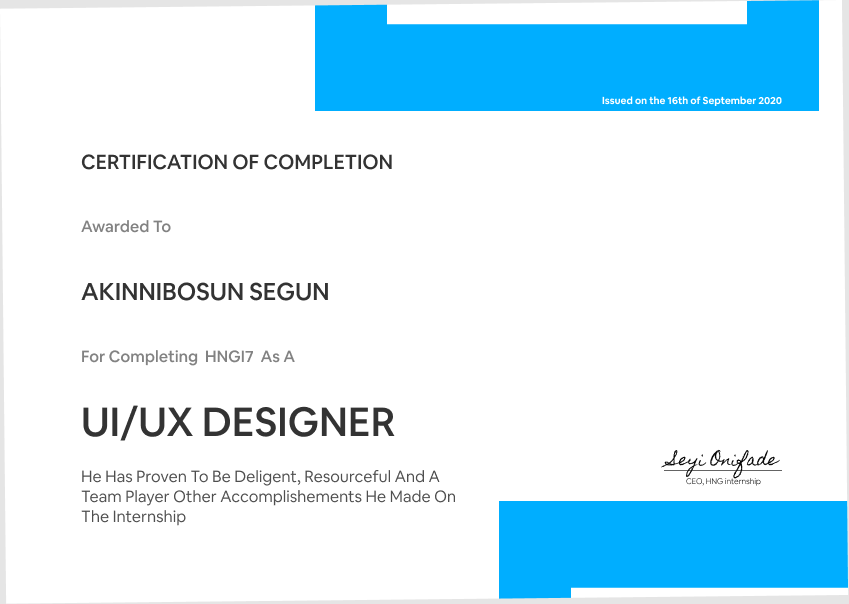 Issued on the 16th of September 2020
CERTIFICATION OF COMPLETION
Awarded To
AKINNIBOSUN SEGUN
For Completing HNGI7 As A
UI/UX DESIGNER
He Has Proven To Be Deligent, Resourceful And A
Team Player Other Accomplishements He Made On
The Internship
Seyi Onifade
CEO, HNG internship